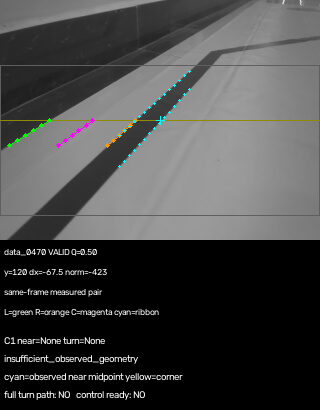 data_0470 VALID Q=0.50
y=120 dx=-67.5 norm=-423
same-frame measured pair
L=green R=orange C=magenta cyan=ribbon
C1 near=None turn=None
insufficient_observed_geometry
cyan=observed near midpoint yellow=corner
full turn path: NO control ready: NO